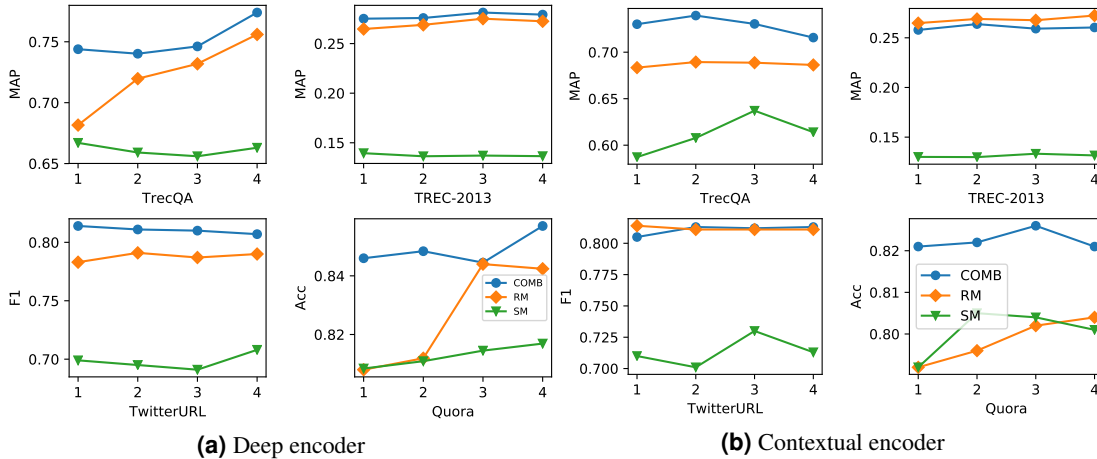 0.75
0.70
0.65
MAP
1 2 3 4
TrecQA
0.25
0.15
MAP
1 2 3 4
TREC-2013
0.80
0.75
0.70
F1
1 2 3 4
TwitterURL
0.84
0.82
Acc
COMB
RM
SM
1 2 3 4
Quora
(a) Deep encoder
0.70
0.65
0.60
MAP
1 2 3 4
TrecQA
0.25
0.15
MAP
1 2 3 4
TREC-2013
0.800
0.775
0.750
0.725
0.700
F1
1 2 3 4
TwitterURL
0.82
0.81
0.80
Acc
COMB
RM
SM
1 2 3 4
Quora
(b) Contextual encoder